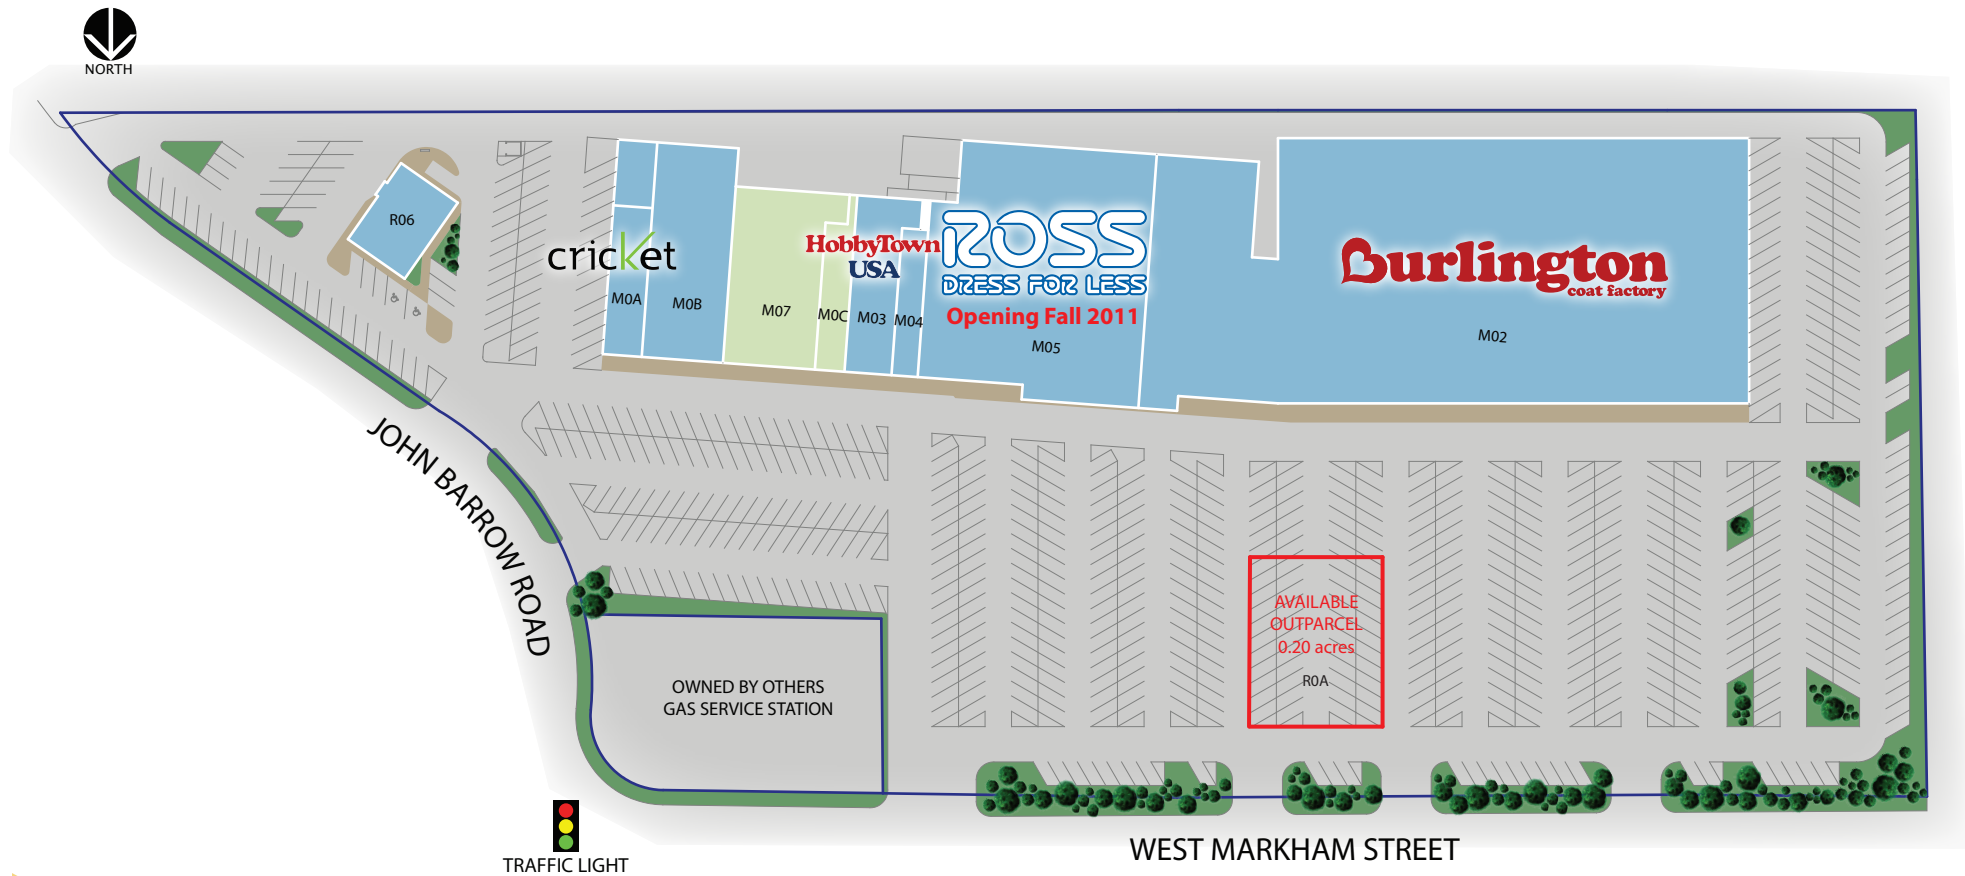 NORTH
R06
cricket
HobbyTown
USA
ROSS
DRESS FOR LESS
Opening Fall 2011
Burlington
coat factory
M0A
M0B
M07
M0C
M03
M04
M05
M02
JOHN BARROW ROAD
AVAILABLE
OUTPARCEL
0.20 acres
R0A
OWNED BY OTHERS
GAS SERVICE STATION
TRAFFIC LIGHT
WEST MARKHAM STREET